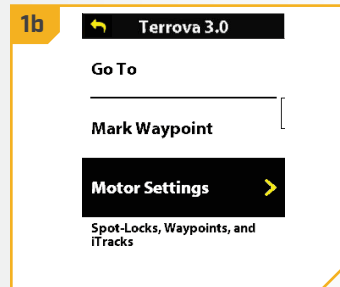 1b
Terrova 3.0
Go To
Mark Waypoint
Motor Settings
Spot-Locks, Waypoints, and
iTracks